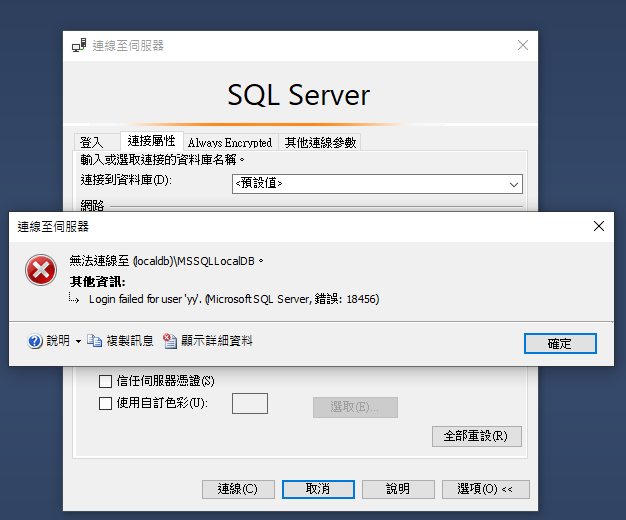 連線至伺服器
SQL Server
登入 連接屬性 Always Encrypted 其他連線參數
輸入或選取連接的資料庫名稱。
連接到資料庫(D): <預設值>
網路
連線至伺服器
無法連線至 (localdb)\MSSQLLocalDB。
其他資訊:
Login failed for user 'yy'. (Microsoft SQL Server, 錯誤: 18456)
說明 複製訊息 顯示詳細資料 確定
信任伺服器憑證(S)
使用自訂色彩(U): 選取(E)...
全部重設(R)
連線(C) 取消 說明 選項(O) <<